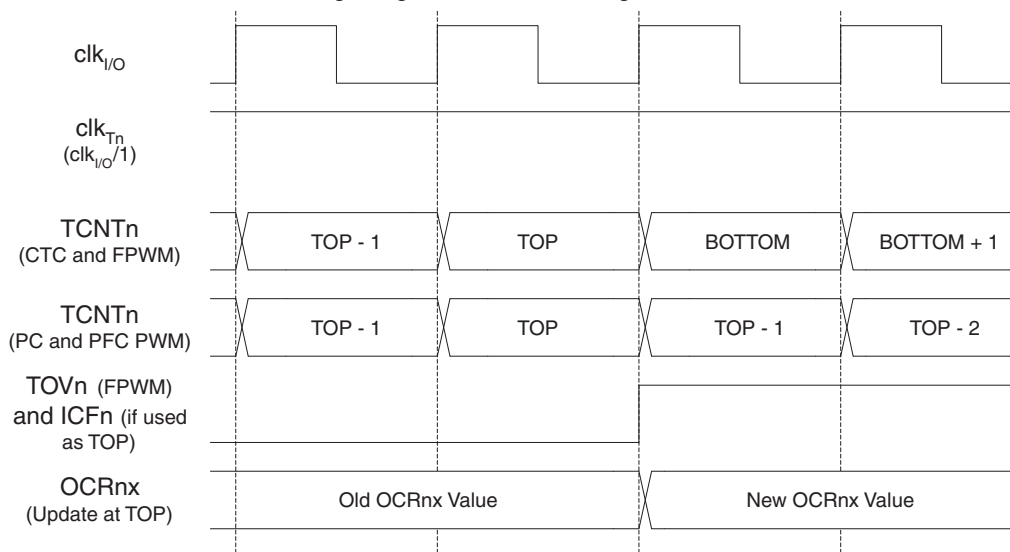 clkI/O
clkTn
(clkI/O/1)
TCNTn
(CTC and FPWM)
TOP - 1
TOP
BOTTOM
BOTTOM + 1
TCNTn
(PC and PFC PWM)
TOP - 1
TOP
TOP - 1
TOP - 2
TOVn (FPWM)
and ICFn (if used
as TOP)
OCRnx
(Update at TOP)
Old OCRnx Value
New OCRnx Value